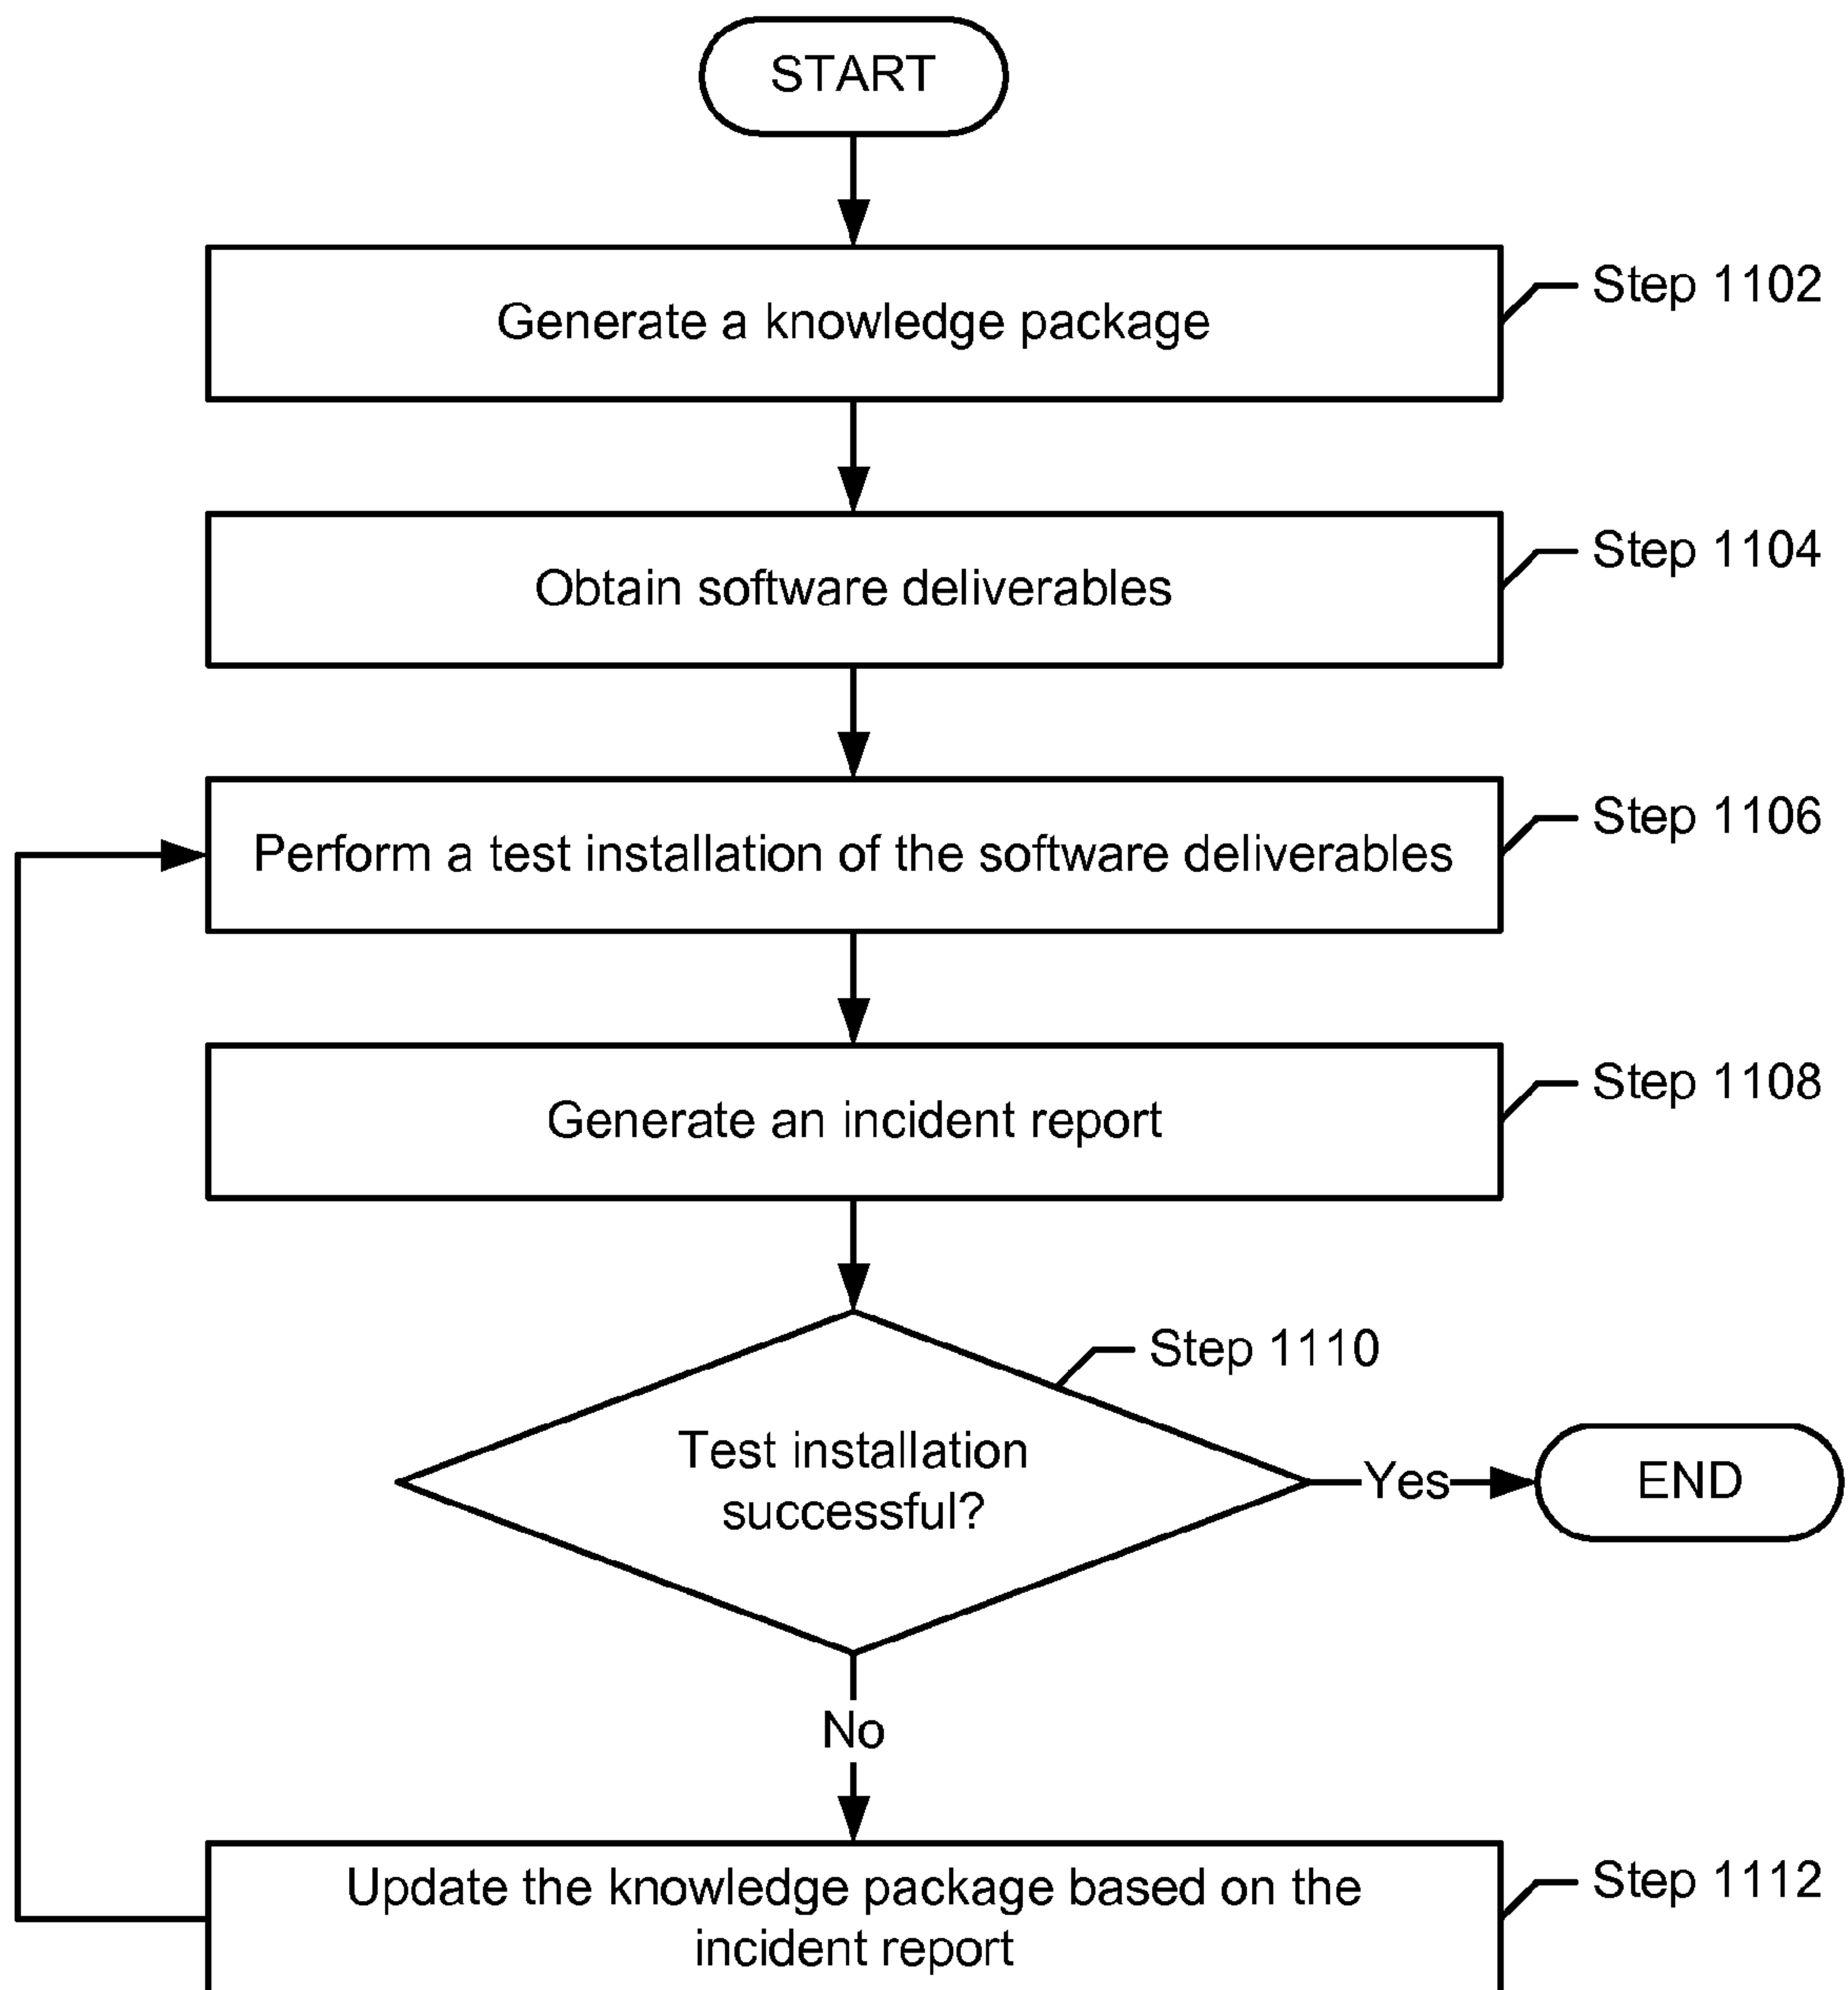 START
Generate a knowledge package
Step 1102
Obtain software deliverables
Step 1104
Perform a test installation of the software deliverables
Step 1106
Generate an incident report
Step 1108
Test installation
successful?
Step 1110
Yes
END
No
Update the knowledge package based on the
incident report
Step 1112